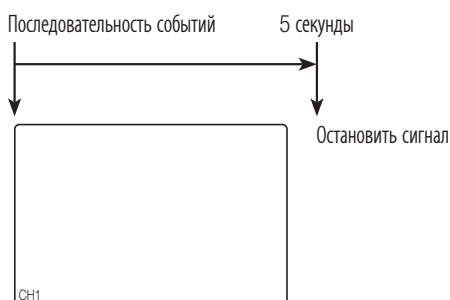 Последовательность событий
5 секунды
Остановить сигнал
CH1